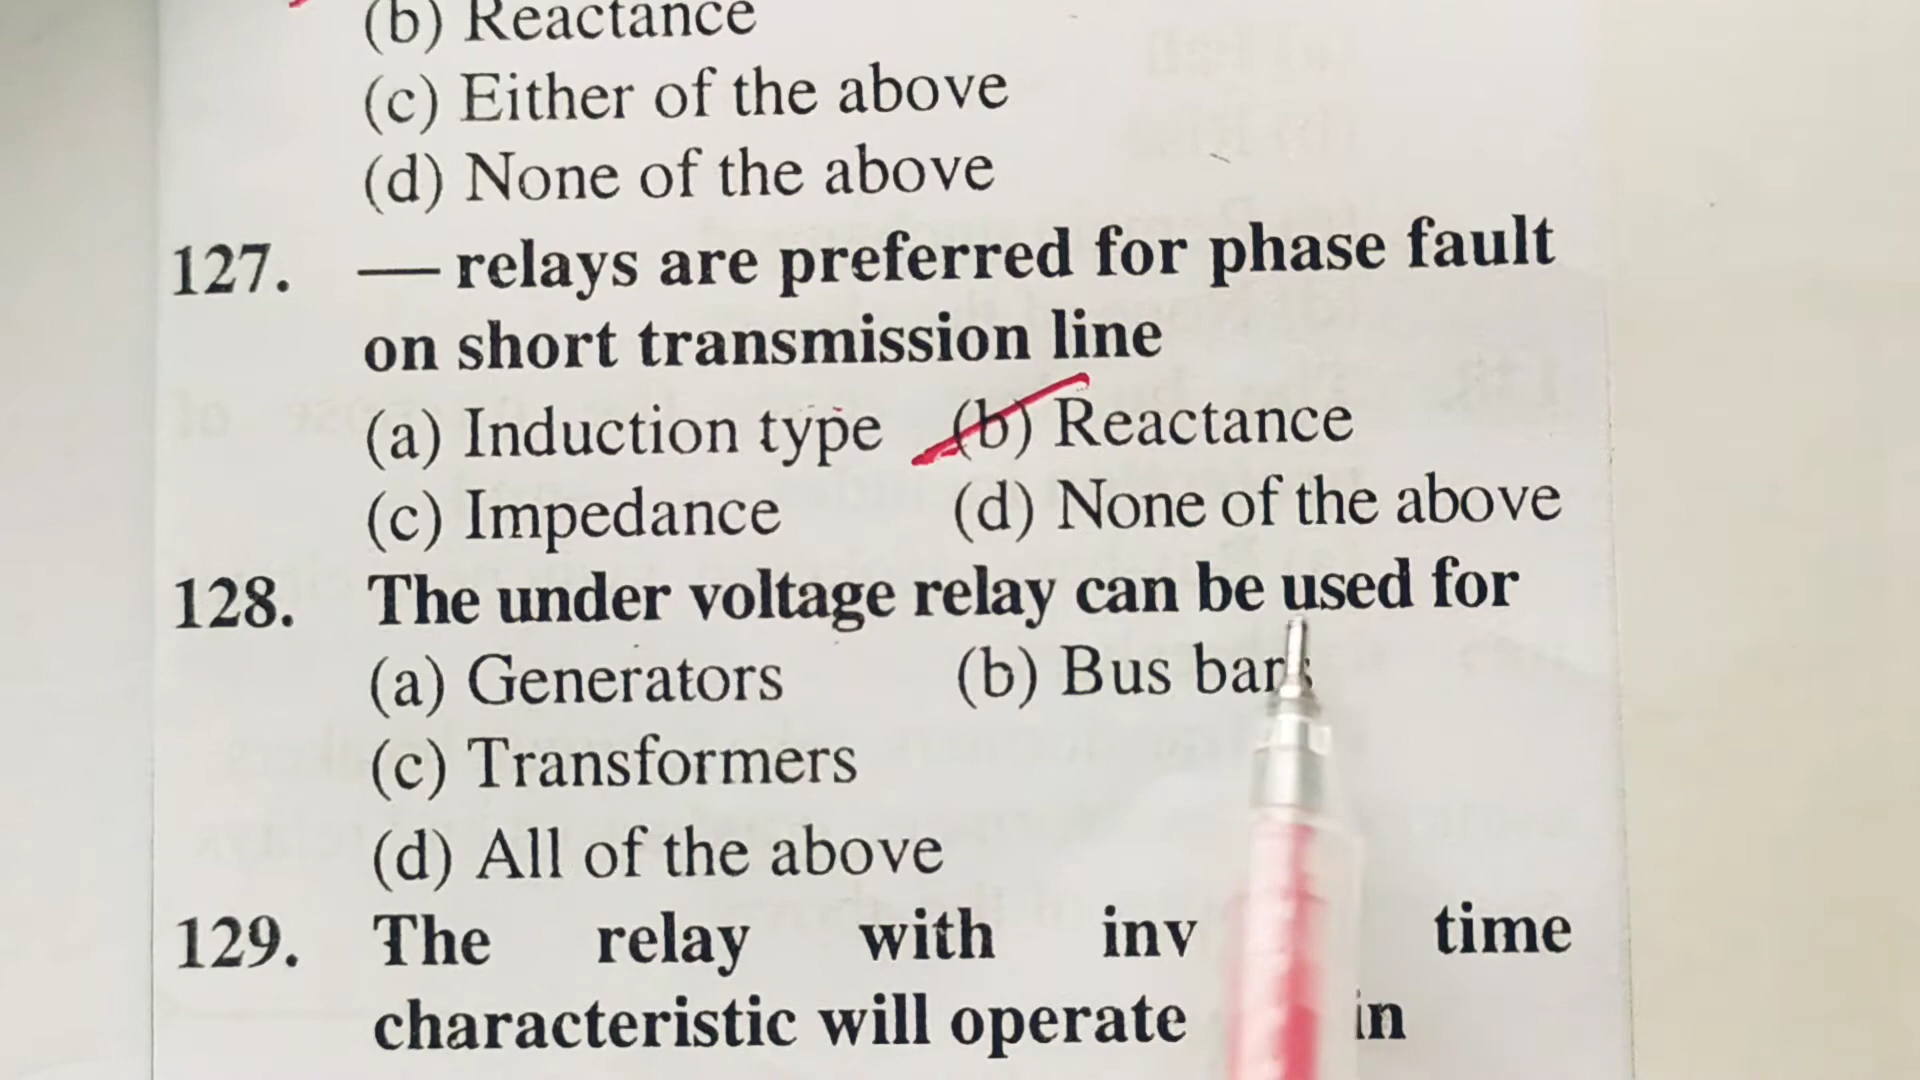 (b) Reactance
(c) Either of the above
(d) None of the above
127. — relays are preferred for phase fault
on short transmission line
(a) Induction type (b) Reactance
(c) Impedance (d) None of the above
128. The under voltage relay can be used for
(a) Generators (b) Bus bars
(c) Transformers
(d) All of the above
129. The relay with inv time
characteristic will operate in